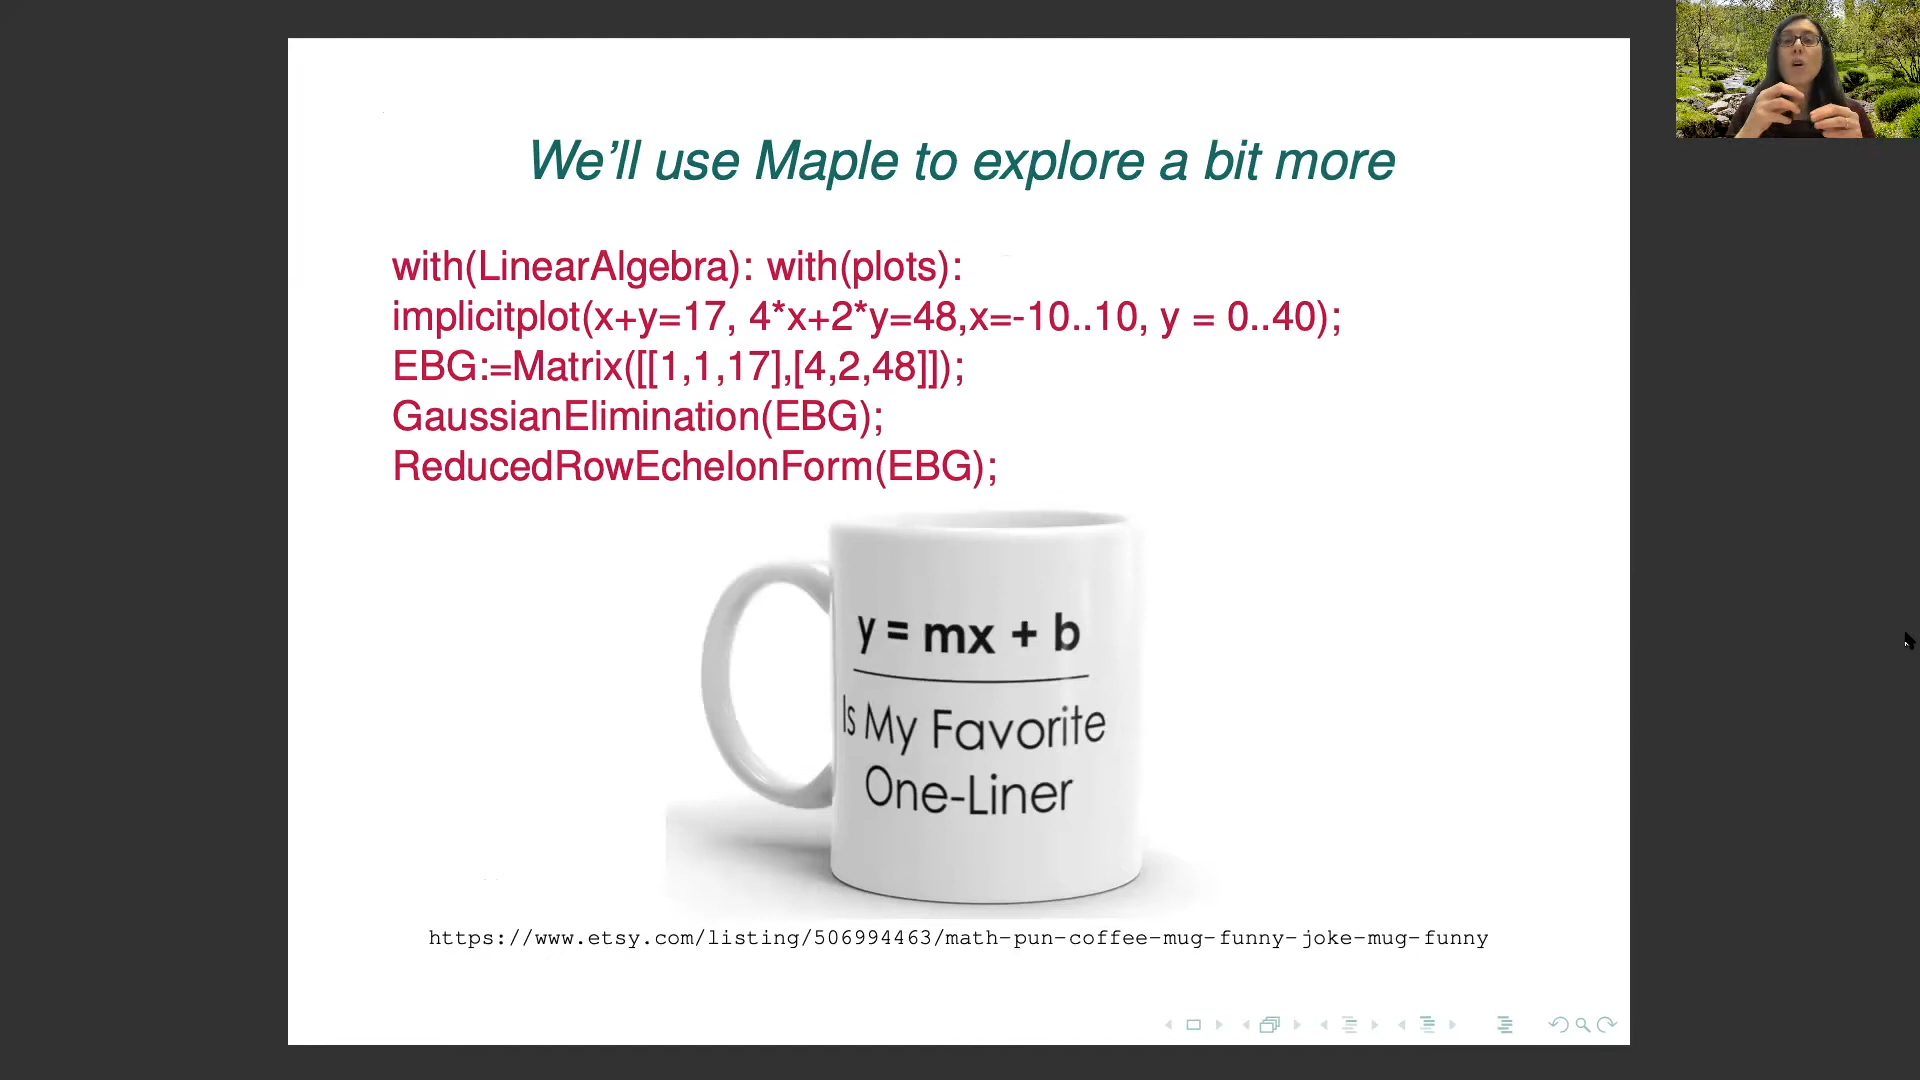 We’ll use Maple to explore a bit more
with(LinearAlgebra): with(plots):
implicitplot(x+y=17, 4*x+2*y=48,x=-10..10, y = 0..40);
EBG:=Matrix([[1,1,17],[4,2,48]]);
GaussianElimination(EBG);
ReducedRowEchelonForm(EBG);
y = mx + b
Is My Favorite
One-Liner
https://www.etsy.com/listing/506994463/math-pun-coffee-mug-funny-joke-mug-funny